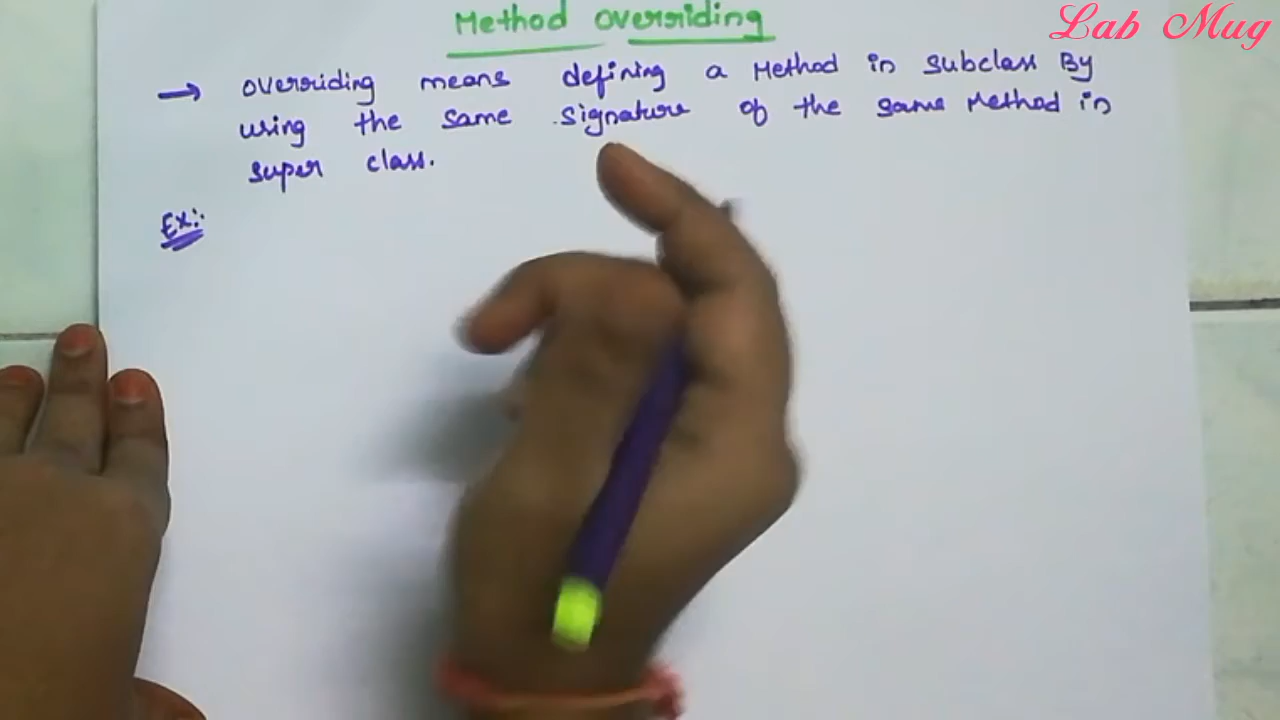 Method overriding
Lab Mug
→ overriding means defining a Method in subclass By
using the same signature of the same Method in
super class.
Ex:-